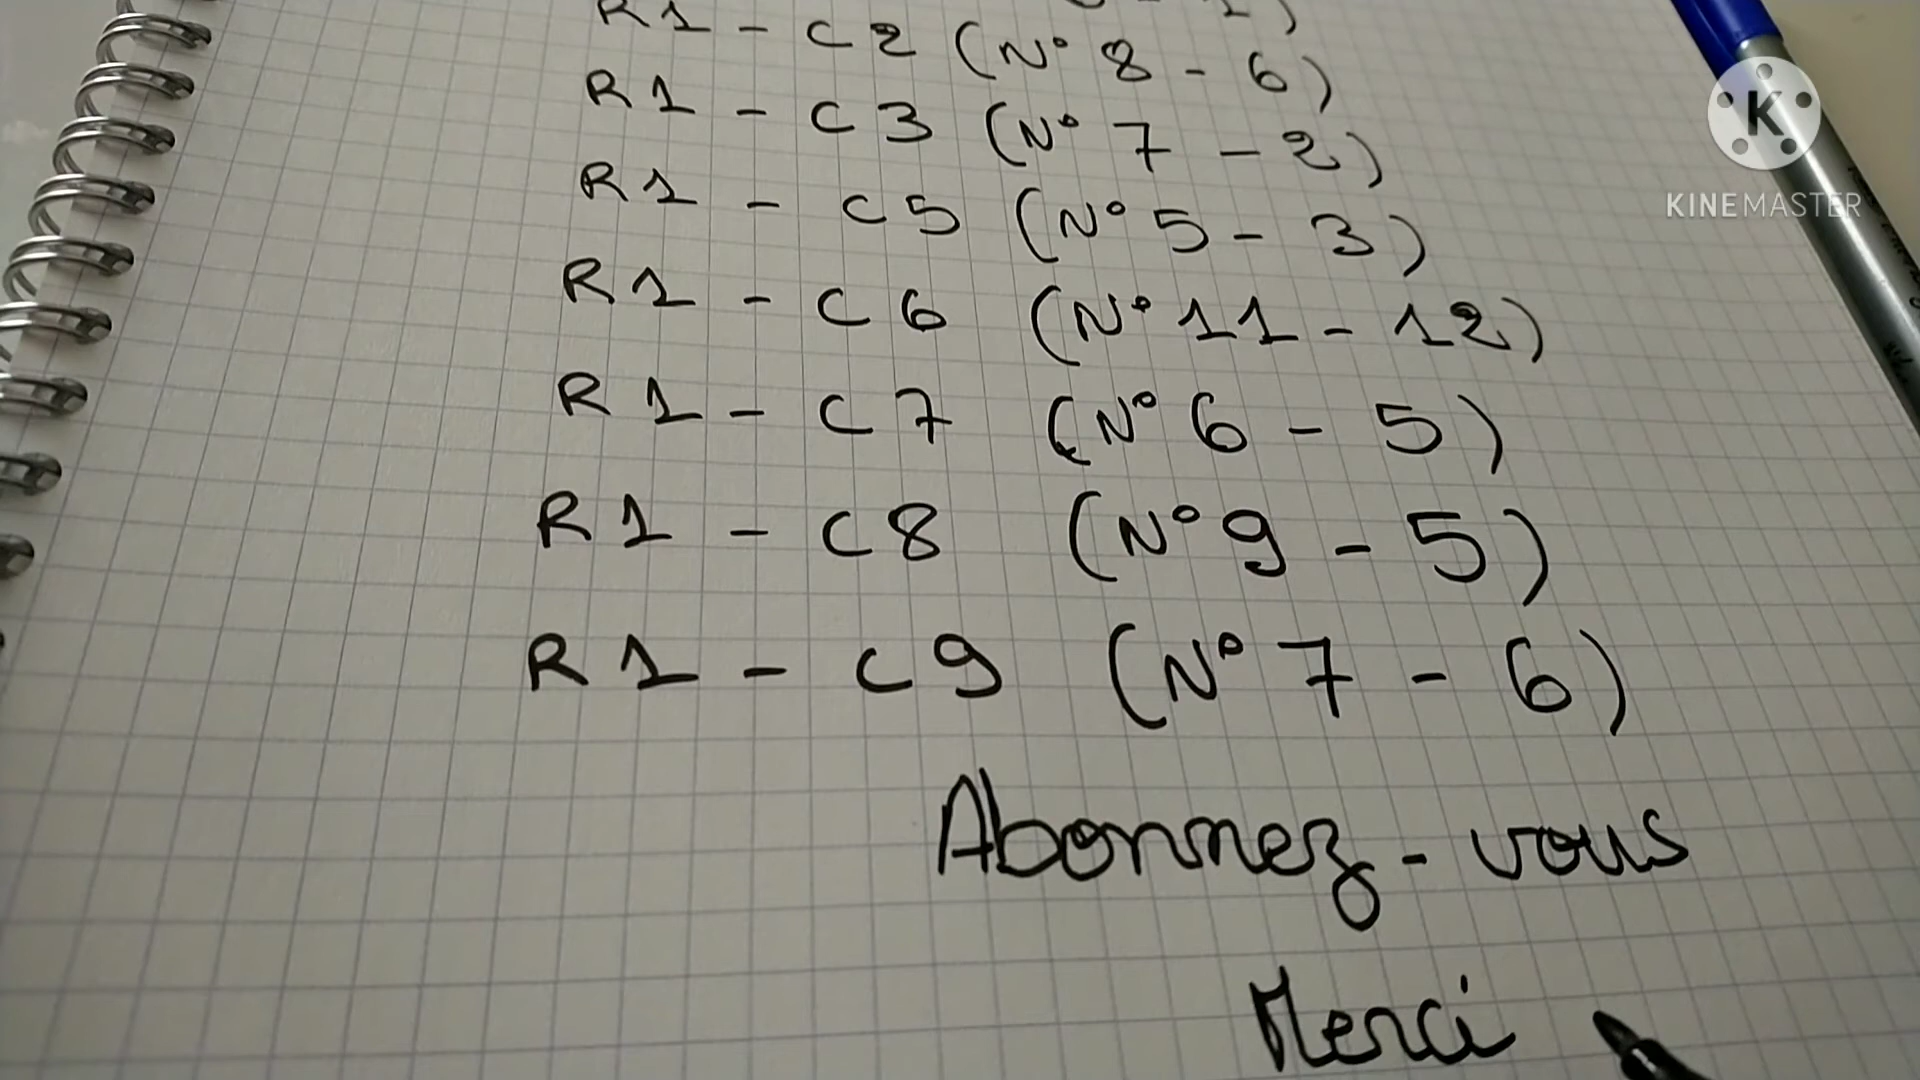 R1 - C2 (N° 8 - 6)
R1 - C3 (N° 7 - 2)
R1 - C5 (N° 5 - 3)
R1 - C6 (N° 11 - 12)
R1 - C7 (N° 6 - 5)
R1 - C8 (N° 9 - 5)
R1 - C9 (N° 7 - 6)
Abonnez-vous
Merci
K
KINEMASTER